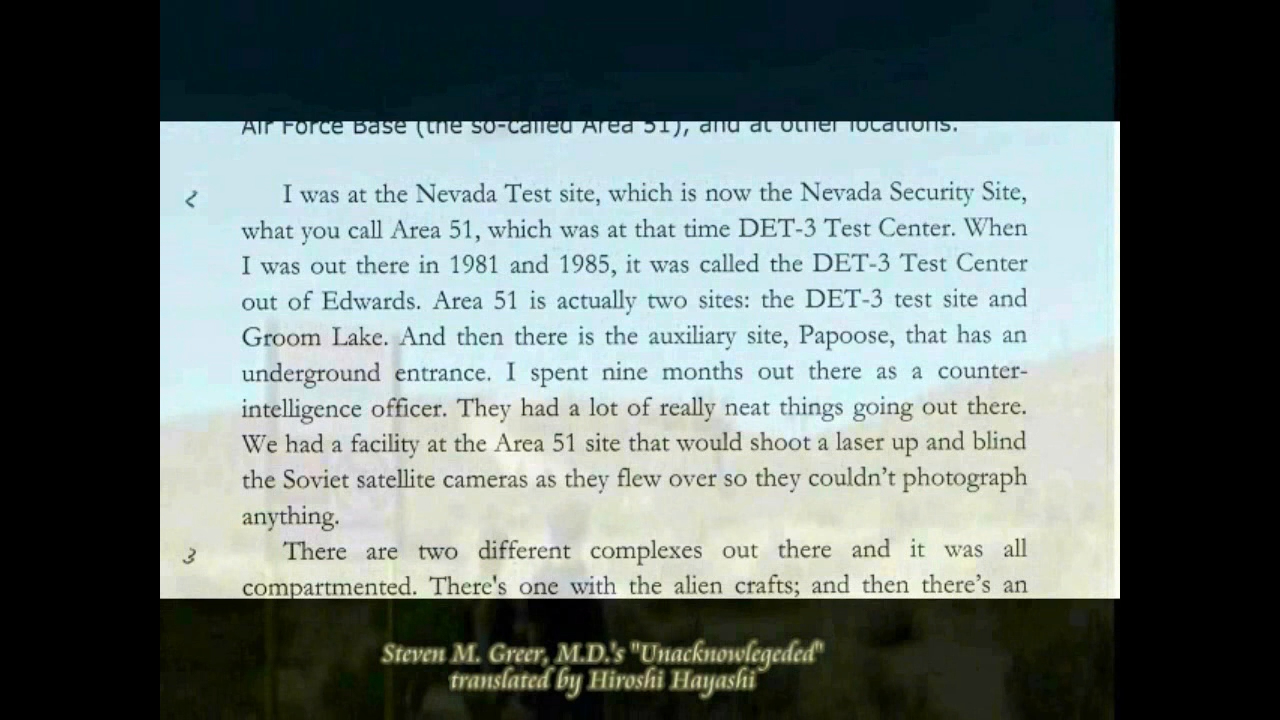 Air Force Base (the so-called Area 51), and at other locations.
2
I was at the Nevada Test site, which is now the Nevada Security Site,
what you call Area 51, which was at that time DET-3 Test Center. When
I was out there in 1981 and 1985, it was called the DET-3 Test Center
out of Edwards. Area 51 is actually two sites: the DET-3 test site and
Groom Lake. And then there is the auxiliary site, Papoose, that has an
underground entrance. I spent nine months out there as a counter-
intelligence officer. They had a lot of really neat things going out there.
We had a facility at the Area 51 site that would shoot a laser up and blind
the Soviet satellite cameras as they flew over so they couldn't photograph
anything.
3
There are two different complexes out there and it was all
compartmented. There's one with the alien crafts; and then there's an
Steven M. Greer, M.D.'s "Unacknowlegeded"
translated by Hiroshi Hayashi